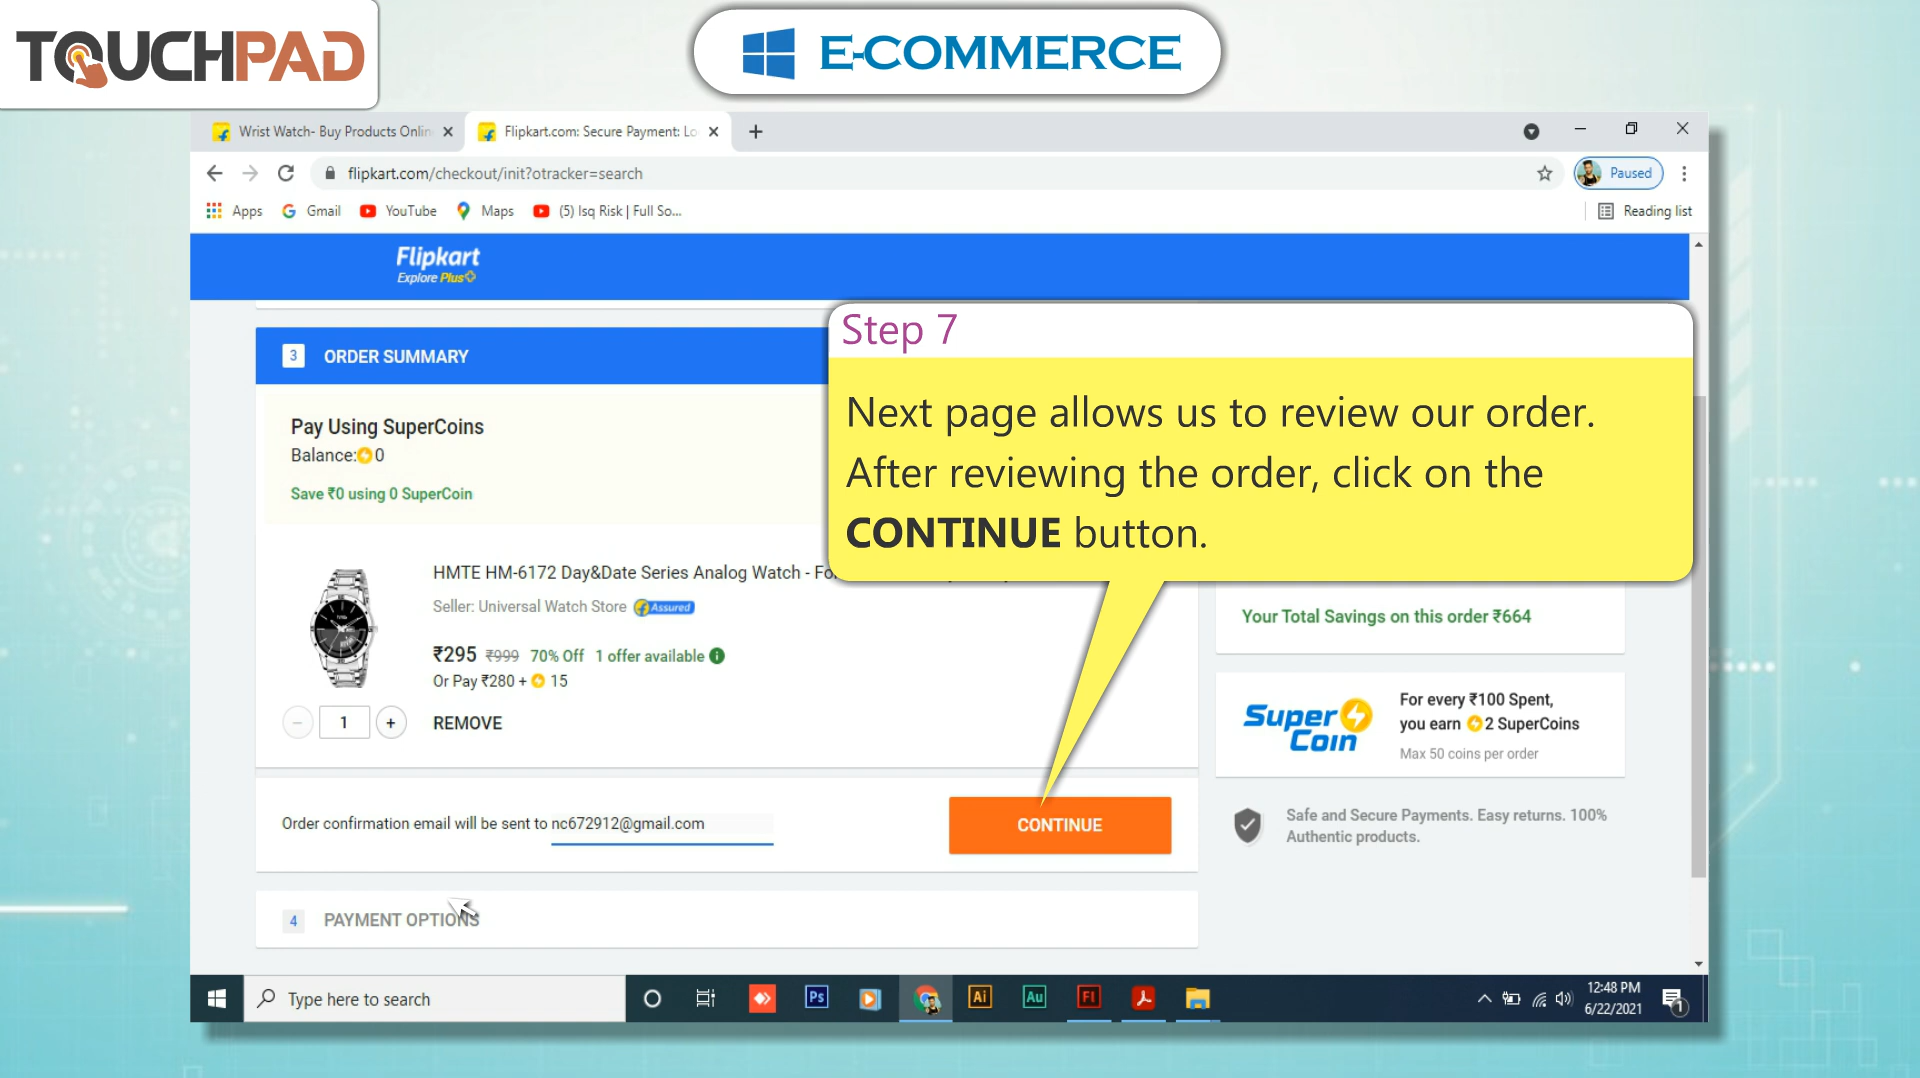 TOUCHPAD
E-COMMERCE
Wrist Watch- Buy Products Onlin
Flipkart.com: Secure Payment: Lo
flipkart.com/checkout/init?otracker=search
Paused
Apps
Gmail
YouTube
Maps
(5) Isq Risk | Full So...
Reading list
Flipkart
Explore Plus
Step 7
Next page allows us to review our order.
After reviewing the order, click on the
CONTINUE button.
3 ORDER SUMMARY
Pay Using SuperCoins
Balance: 0
Save ₹0 using 0 SuperCoin
HMTE HM-6172 Day&Date Series Analog Watch - Fo
Seller: Universal Watch Store Assured
₹295 ₹999 70% Off 1 offer available
Or Pay ₹280 + 15
1
REMOVE
Your Total Savings on this order ₹664
Super Coin
For every ₹100 Spent,
you earn 2 SuperCoins
Max 50 coins per order
Order confirmation email will be sent to nc672912@gmail.com
CONTINUE
Safe and Secure Payments. Easy returns. 100%
Authentic products.
4 PAYMENT OPTIONS
Type here to search
Ps
Ai
Au
Fl
12:48 PM
6/22/2021
1